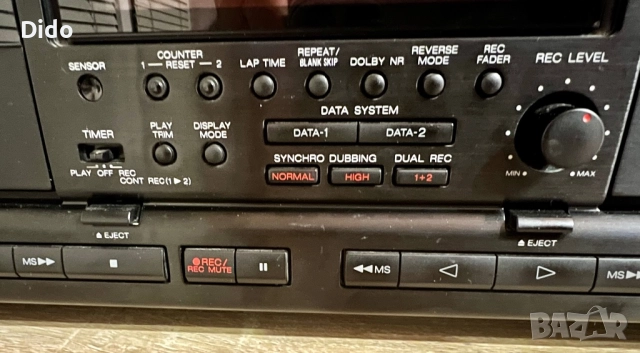 Dido
COUNTER
1 RESET 2
SENSOR
LAP TIME
REPEAT/
BLANK SKIP
DOLBY NR
REVERSE
MODE
REC
FADER
REC LEVEL
DATA SYSTEM
DATA-1
DATA-2
TIMER
PLAY
TRIM
DISPLAY
MODE
SYNCHRO DUBBING
DUAL REC
NORMAL
HIGH
1+2
MIN
MAX
PLAY OFF REC
CONT REC(1▶2)
≜ EJECT
≜ EJECT
MS▶▶
●REC/
REC MUTE
◀◀MS
MS▶▶
BAZAR